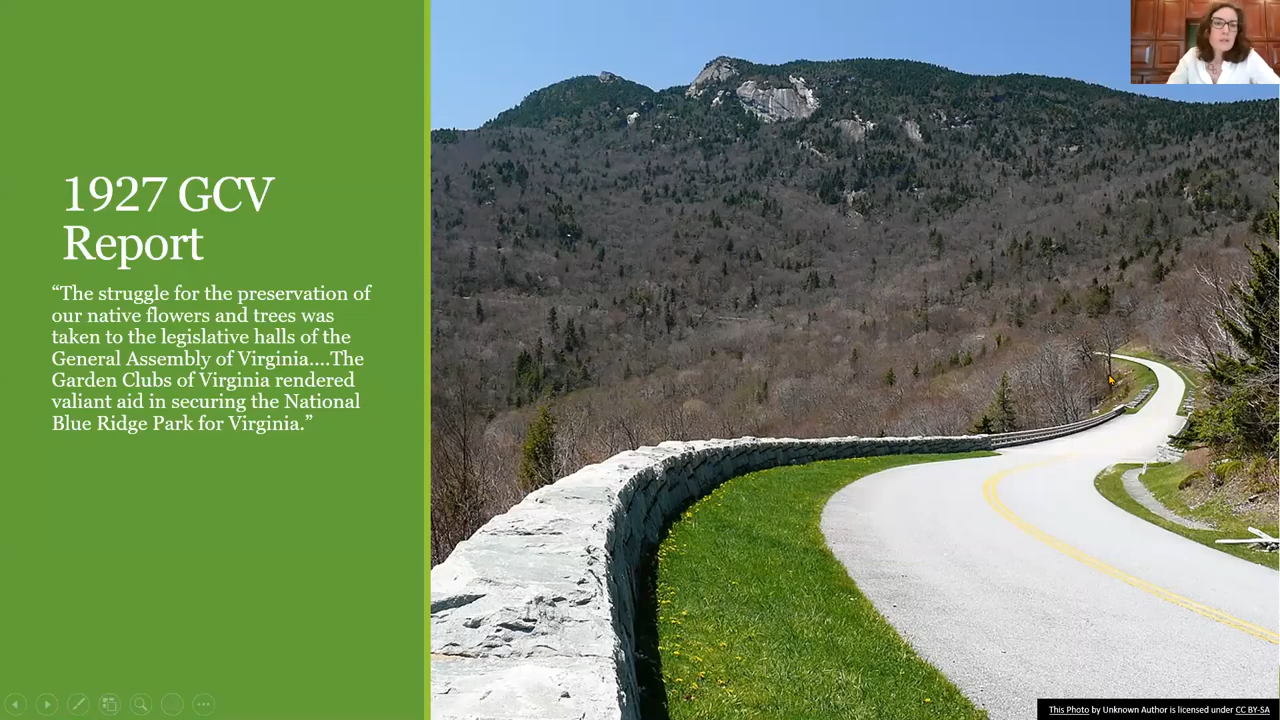 1927 GCV
Report
“The struggle for the preservation of
our native flowers and trees was
taken to the legislative halls of the
General Assembly of Virginia....The
Garden Clubs of Virginia rendered
valiant aid in securing the National
Blue Ridge Park for Virginia.”
This Photo by Unknown Author is licensed under CC BY-SA